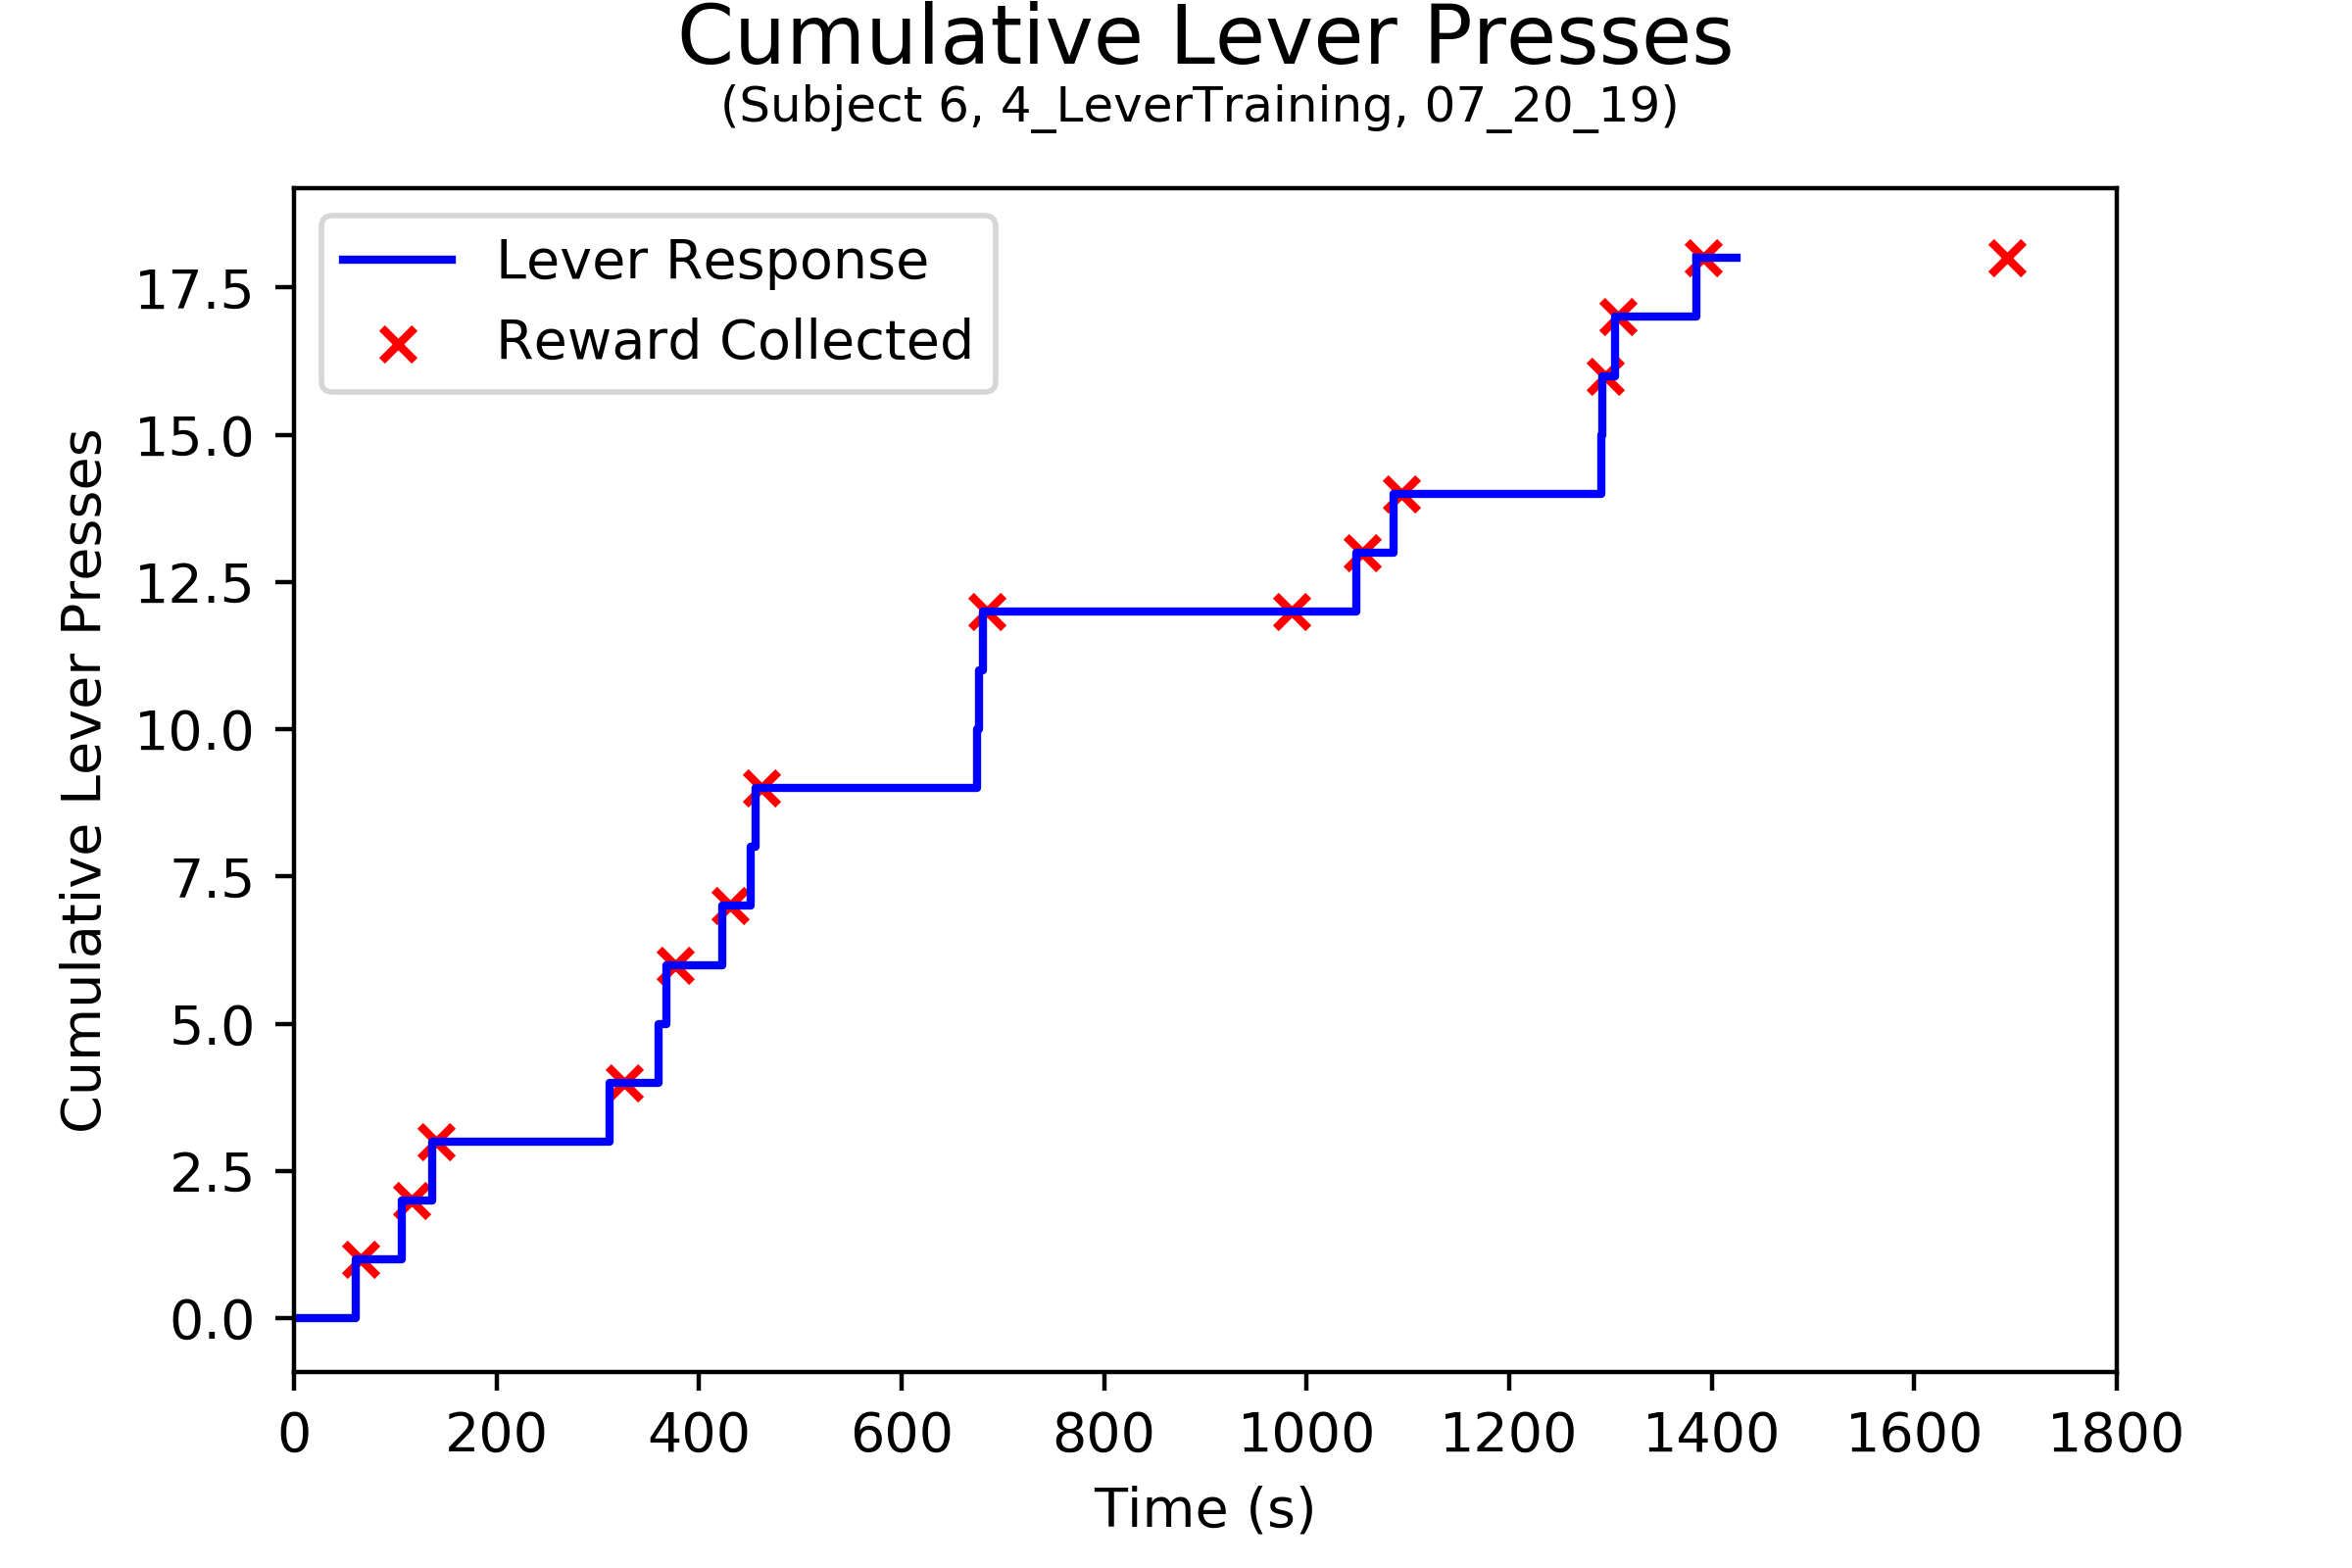 Cumulative Lever Presses
(Subject 6, 4_LeverTraining, 07_20_19)
Lever Response
Reward Collected
17.5
15.0
12.5
10.0
7.5
5.0
2.5
0.0
Cumulative Lever Presses
0 200 400 600 800 1000 1200 1400 1600 1800
Time (s)